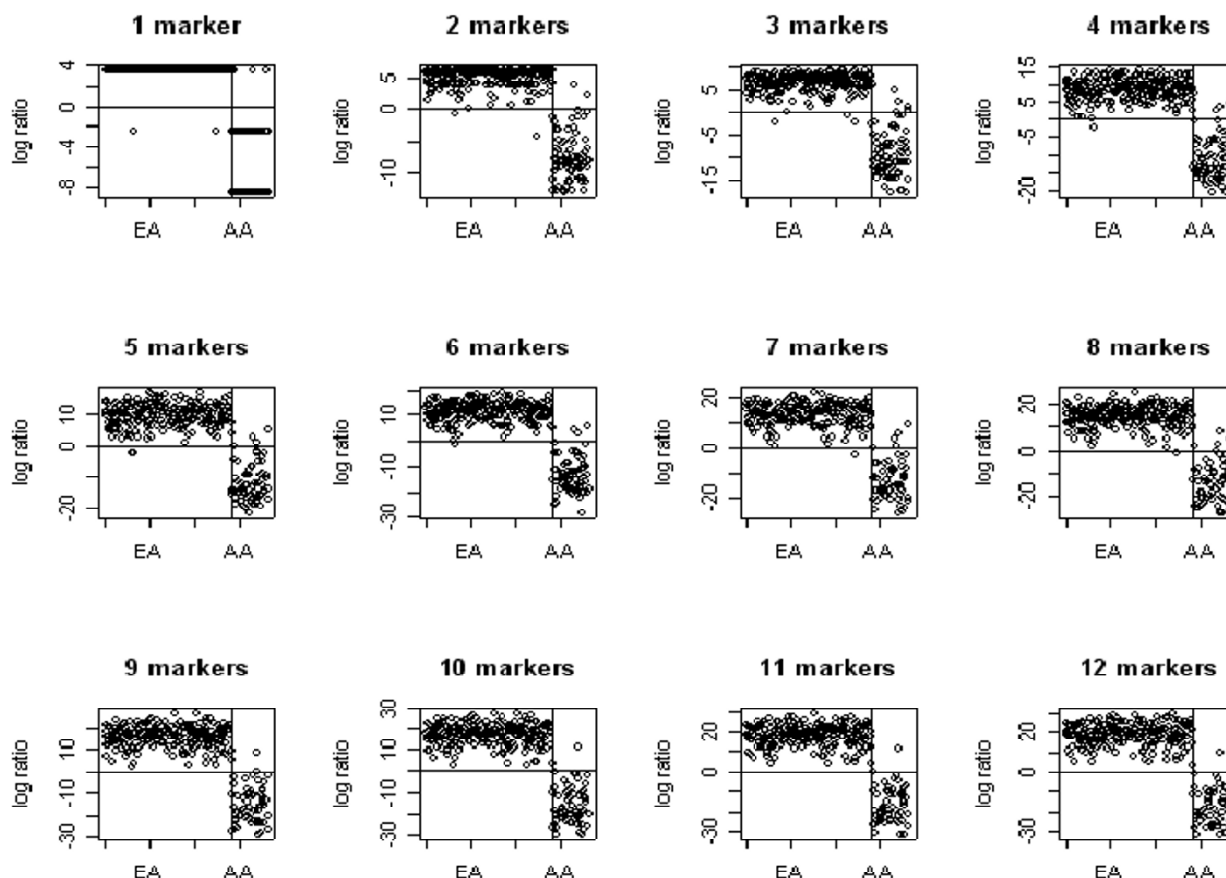 1 marker
2 markers
3 markers
4 markers
log ratio
4
0
-4
-8
EA
AA
log ratio
5
0
-10
EA
AA
log ratio
5
-5
-15
EA
AA
log ratio
15
5
-5
-20
EA
AA
5 markers
6 markers
7 markers
8 markers
log ratio
10
0
-20
EA
AA
log ratio
10
-10
-30
EA
AA
log ratio
20
0
-20
EA
AA
log ratio
20
0
-20
EA
AA
9 markers
10 markers
11 markers
12 markers
log ratio
10
-10
-30
EA
AA
log ratio
30
10
-10
-30
EA
AA
log ratio
20
0
-30
EA
AA
log ratio
20
0
-30
EA
AA